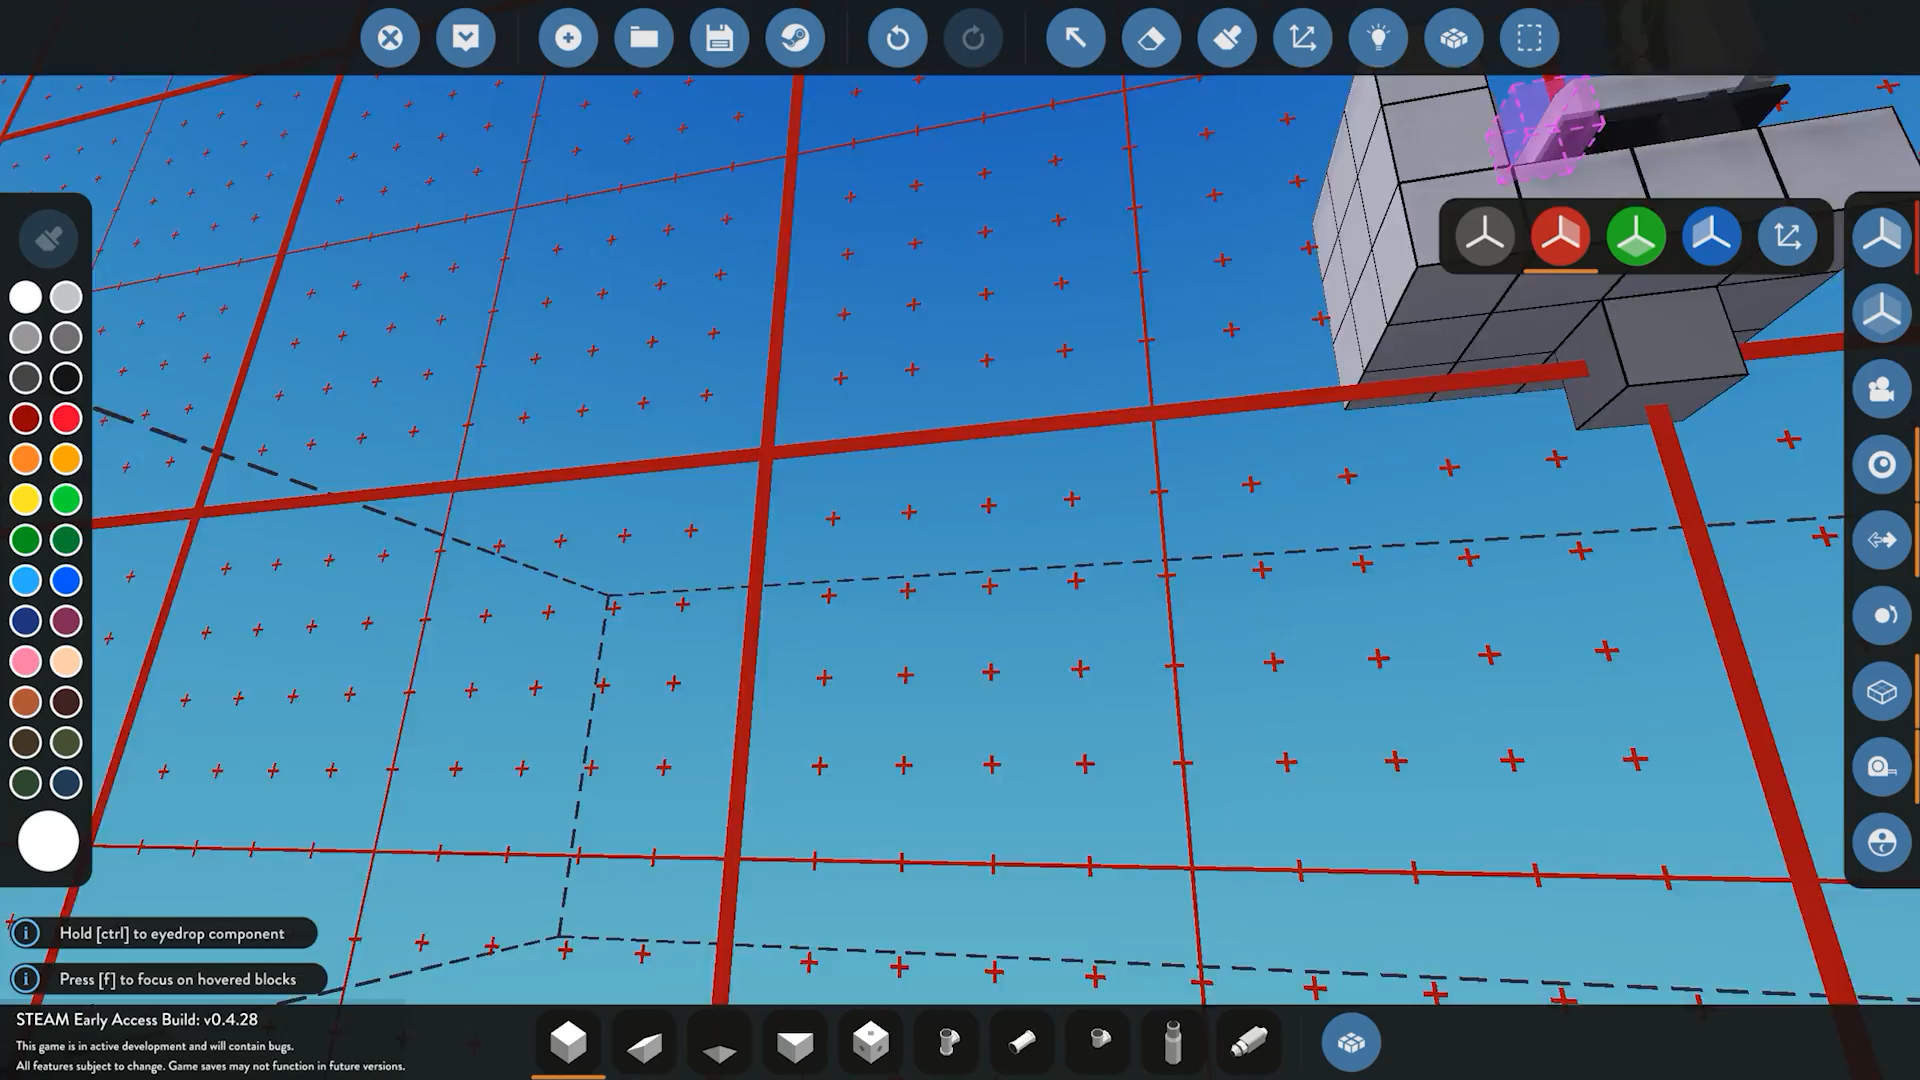 Hold [ctrl] to eyedrop component
Press [f] to focus on hovered blocks
STEAM Early Access Build: v0.4.28
This game is in active development and will contain bugs.
All features subject to change. Game saves may not function in future versions.